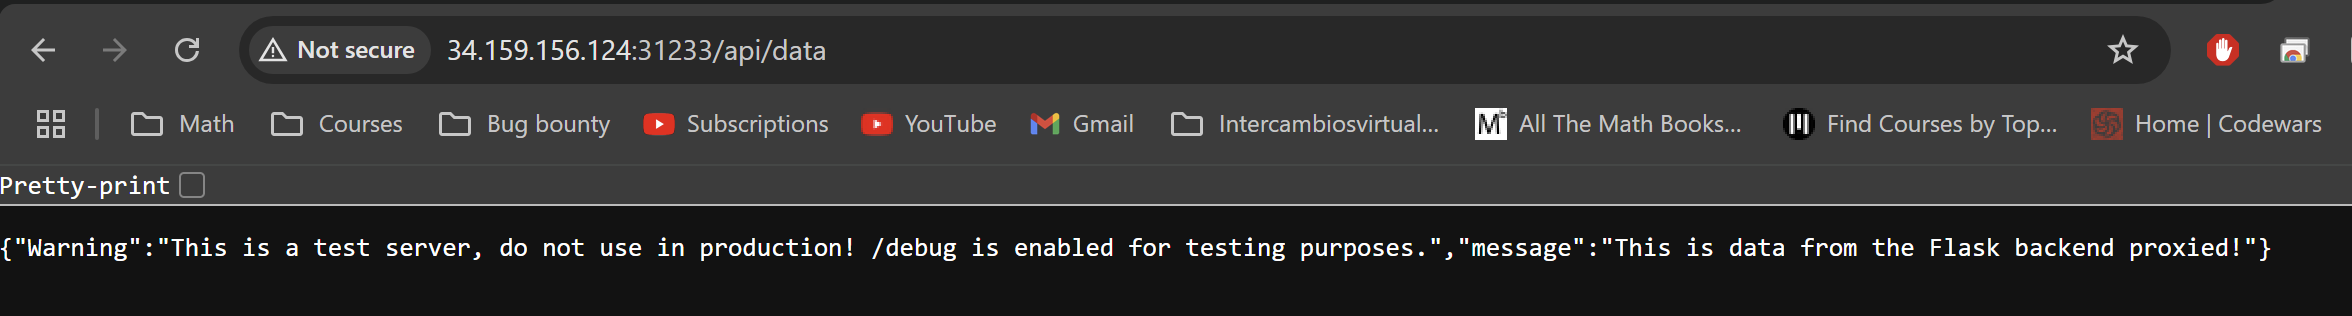 Not secure 34.159.156.124:31233/api/data
Math Courses Bug bounty Subscriptions YouTube Gmail Intercambiosvirtual... All The Math Books... Find Courses by Top... Home | Codewars
Pretty-print
{"Warning":"This is a test server, do not use in production! /debug is enabled for testing purposes.","message":"This is data from the Flask backend proxied!"}